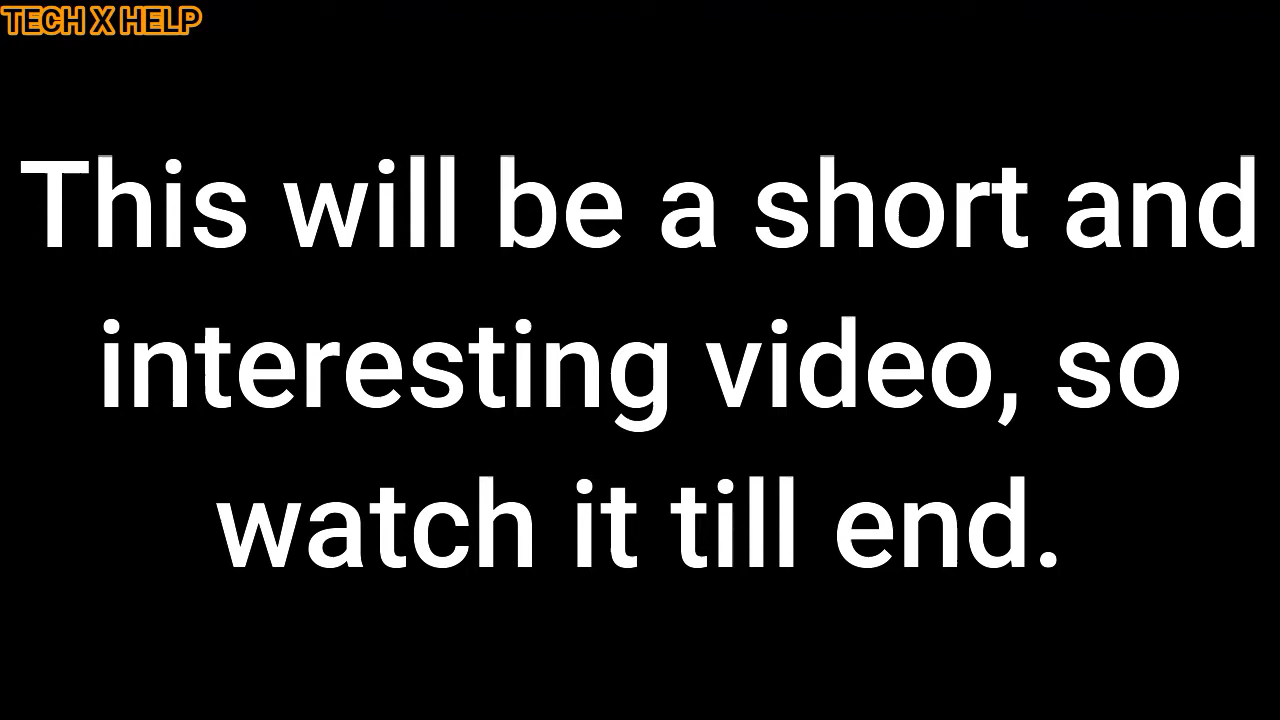 TECH X HELP
This will be a short and
interesting video, so
watch it till end.